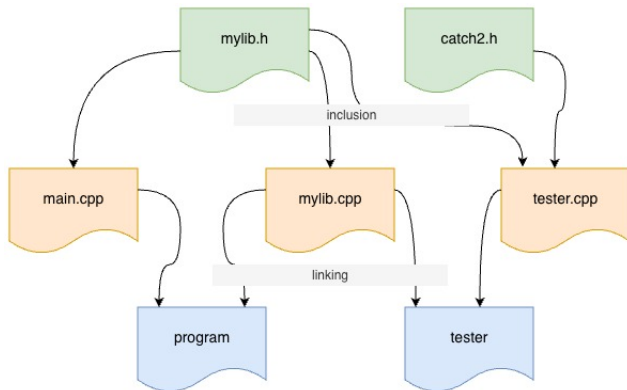 mylib.h
catch2.h
inclusion
main.cpp
mylib.cpp
tester.cpp
linking
program
tester